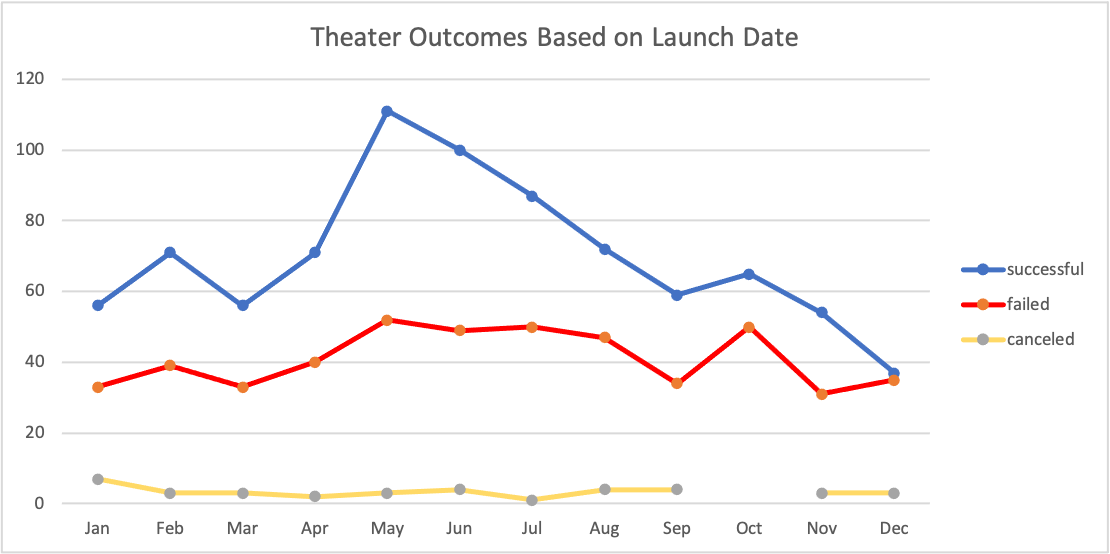 Theater Outcomes Based on Launch Date
120
100
80
60
40
20
0
Jan Feb Mar Apr May Jun Jul Aug Sep Oct Nov Dec
successful
failed
canceled